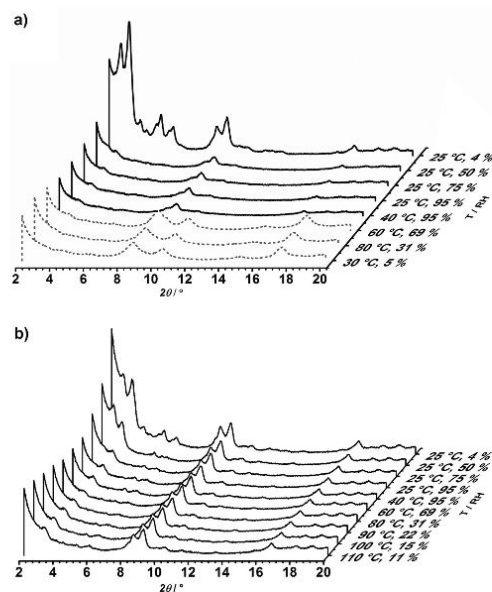 a)
25 °C, 4 %
25 °C, 50 %
25 °C, 75 %
25 °C, 95 %
40 °C, 95 %
60 °C, 69 %
80 °C, 31 %
30 °C, 5 %
T / RH
2 4 6 8 10 12 14 16 18 20
2θ / °
b)
25 °C, 4 %
25 °C, 50 %
25 °C, 75 %
25 °C, 95 %
40 °C, 95 %
60 °C, 69 %
80 °C, 31 %
90 °C, 22 %
100 °C, 15 %
110 °C, 11 %
T / RH
2 4 6 8 10 12 14 16 18 20
2θ / °